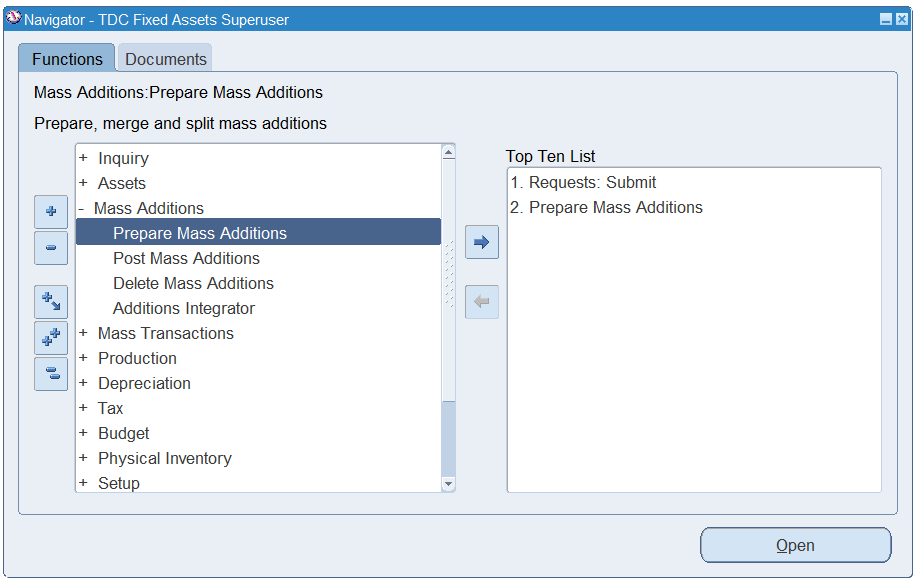 Navigator - TDC Fixed Assets Superuser
Functions
Documents
Mass Additions:Prepare Mass Additions
Prepare, merge and split mass additions
+ Inquiry
+ Assets
- Mass Additions
Prepare Mass Additions
Post Mass Additions
Delete Mass Additions
Additions Integrator
+ Mass Transactions
+ Production
+ Depreciation
+ Tax
+ Budget
+ Physical Inventory
+ Setup
Top Ten List
1. Requests: Submit
2. Prepare Mass Additions
Open